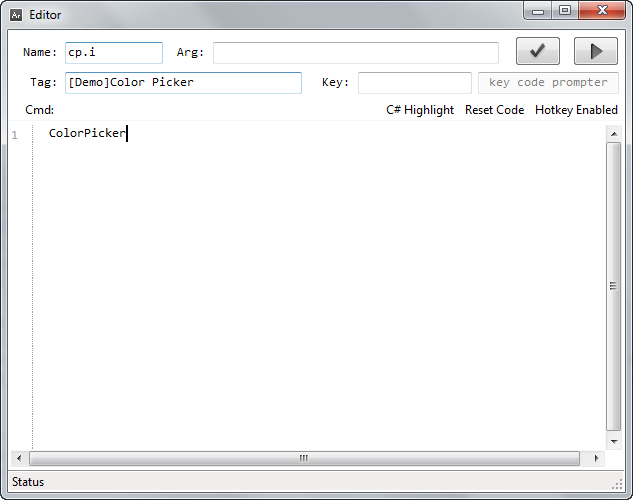 Ar Editor
Name: cp.i Arg:
Tag: [Demo]Color Picker Key: key code prompter
Cmd: C# Highlight Reset Code Hotkey Enabled
1 ColorPicker
Status